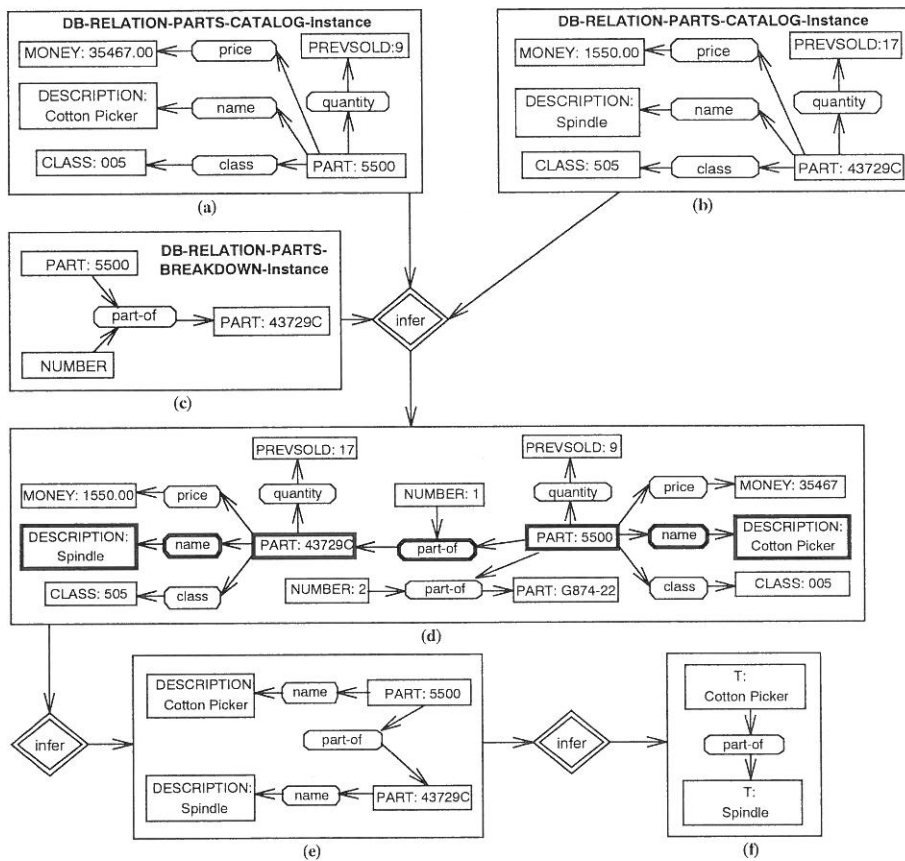 DB-RELATION-PARTS-CATALOG-Instance
MONEY: 35467.00
price
PREVSOLD:9
DESCRIPTION:
Cotton Picker
name
quantity
CLASS: 005
class
PART: 5500
(a)
DB-RELATION-PARTS-CATALOG-Instance
MONEY: 1550.00
price
PREVSOLD:17
DESCRIPTION:
Spindle
name
quantity
CLASS: 505
class
PART: 43729C
(b)
DB-RELATION-PARTS-
BREAKDOWN-Instance
PART: 5500
part-of
PART: 43729C
NUMBER
(c)
infer
PREVSOLD: 17
PREVSOLD: 9
MONEY: 1550.00
price
quantity
NUMBER: 1
quantity
price
MONEY: 35467
DESCRIPTION:
Spindle
name
PART: 43729C
part-of
PART: 5500
name
DESCRIPTION:
Cotton Picker
CLASS: 505
class
NUMBER: 2
part-of
PART: G874-22
class
CLASS: 005
(d)
infer
DESCRIPTION
Cotton Picker
name
PART: 5500
part-of
DESCRIPTION:
Spindle
name
PART: 43729C
(e)
infer
T:
Cotton Picker
part-of
T:
Spindle
(f)